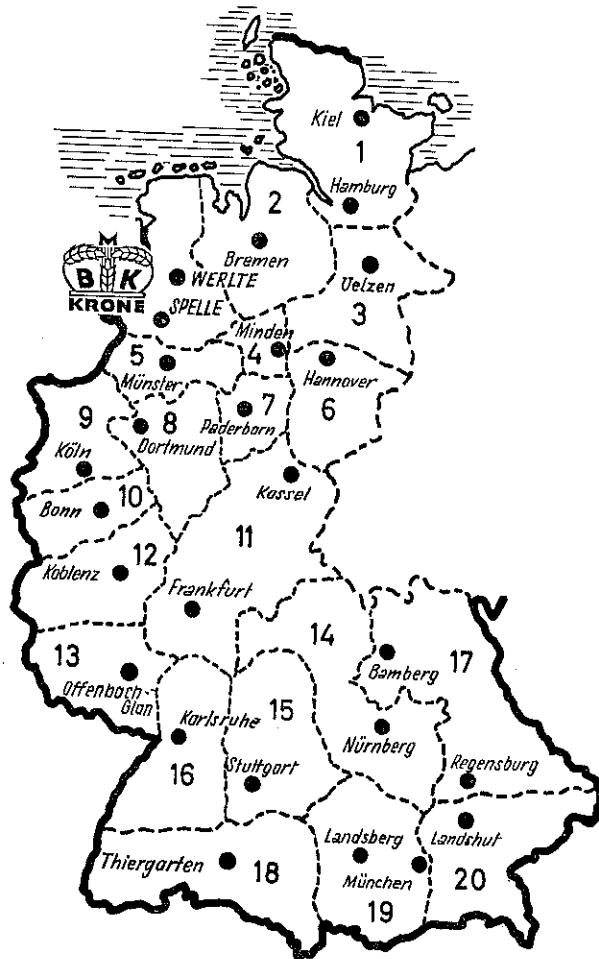 Kiel
1
Hamburg
2
Bremen
Uelzen
3
M
B K
KRONE
WERLTE
SPELLE
Minden
4
5
Münster
Hannover
6
7
Paderborn
8
Dortmund
9
Köln
Kassel
10
Bonn
11
12
Koblenz
Frankfurt
13
Offenbach-
Glan
14
Bamberg
17
15
Karlsruhe
Nürnberg
16
Stuttgart
Regensburg
Landsberg
Landshut
Thiergarten
18
München
20
19